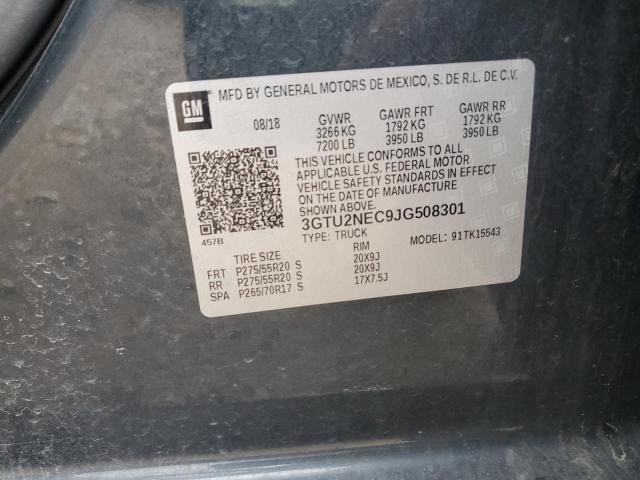 MFD BY GENERAL MOTORS DE MEXICO, S. DE R.L. DE C.V.
GM
08/18 GVWR GAWR FRT GAWR RR
3266 KG 1792 KG 1792 KG
7200 LB 3950 LB 3950 LB
THIS VEHICLE CONFORMS TO ALL
APPLICABLE U.S. FEDERAL MOTOR
VEHICLE SAFETY STANDARDS IN EFFECT
ON THE DATE OF MANUFACTURE
SHOWN ABOVE.
3GTU2NEC9JG508301
457B
TYPE: TRUCK MODEL: 91TK15543
TIRE SIZE RIM
FRT P275/55R20 S 20X9J
RR P275/55R20 S 20X9J
SPA P265/70R17 S 17X7.5J